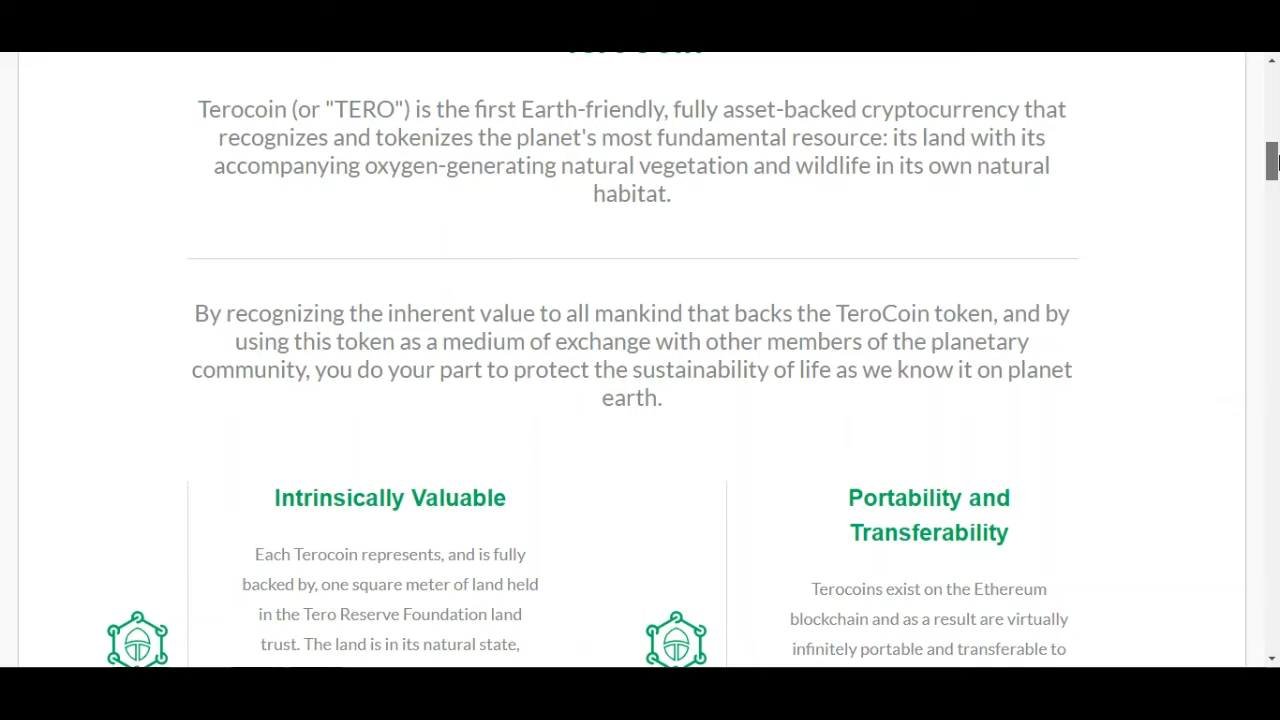 Terocoin (or "TERO") is the first Earth-friendly, fully asset-backed cryptocurrency that
recognizes and tokenizes the planet's most fundamental resource: its land with its
accompanying oxygen-generating natural vegetation and wildlife in its own natural
habitat.
By recognizing the inherent value to all mankind that backs the TeroCoin token, and by
using this token as a medium of exchange with other members of the planetary
community, you do your part to protect the sustainability of life as we know it on planet
earth.
Intrinsically Valuable
Each Terocoin represents, and is fully
backed by, one square meter of land held
in the Tero Reserve Foundation land
trust. The land is in its natural state,
Portability and
Transferability
Terocoins exist on the Ethereum
blockchain and as a result are virtually
infinitely portable and transferable to